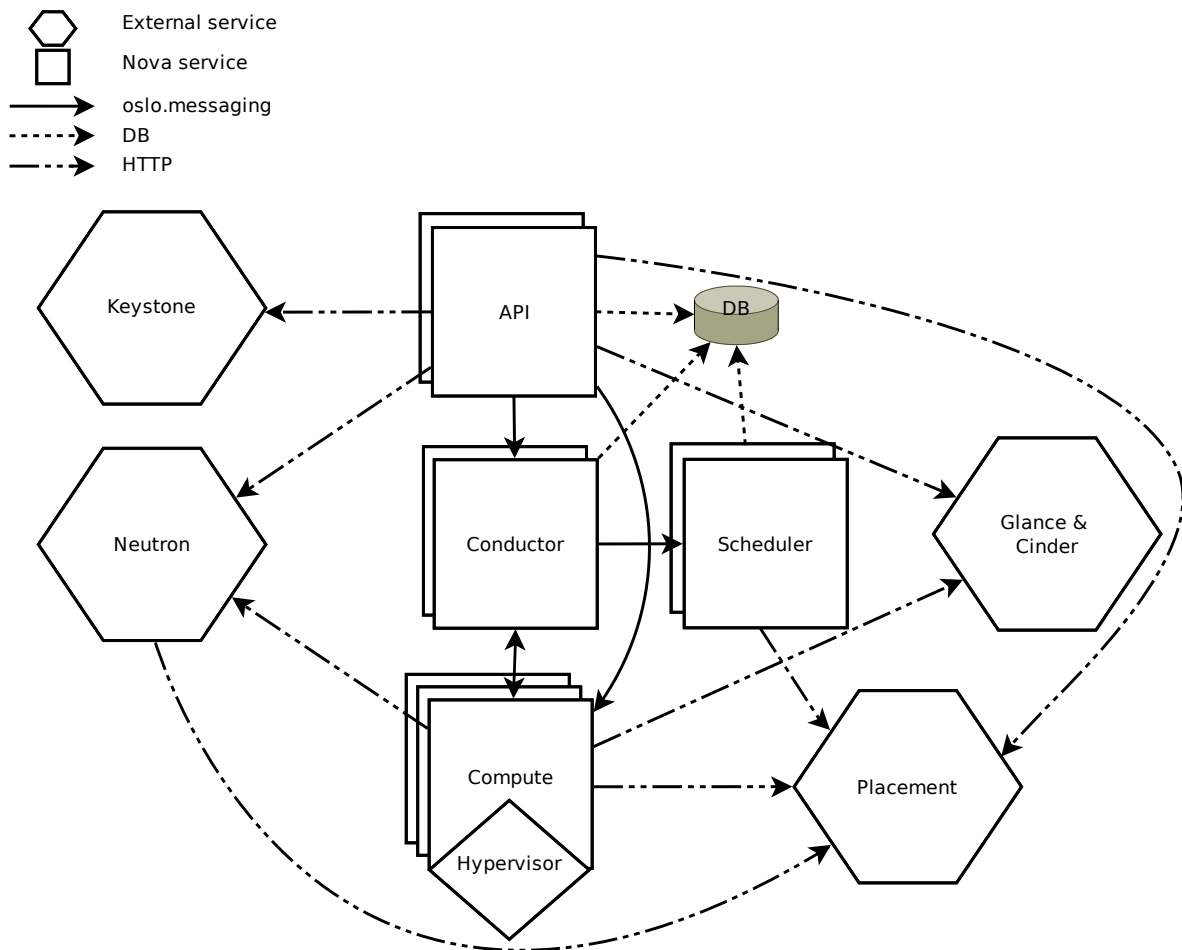 External service
Nova service
oslo.messaging
DB
HTTP
Keystone
API
DB
Neutron
Conductor
Scheduler
Glance &
Cinder
Compute
Placement
Hypervisor